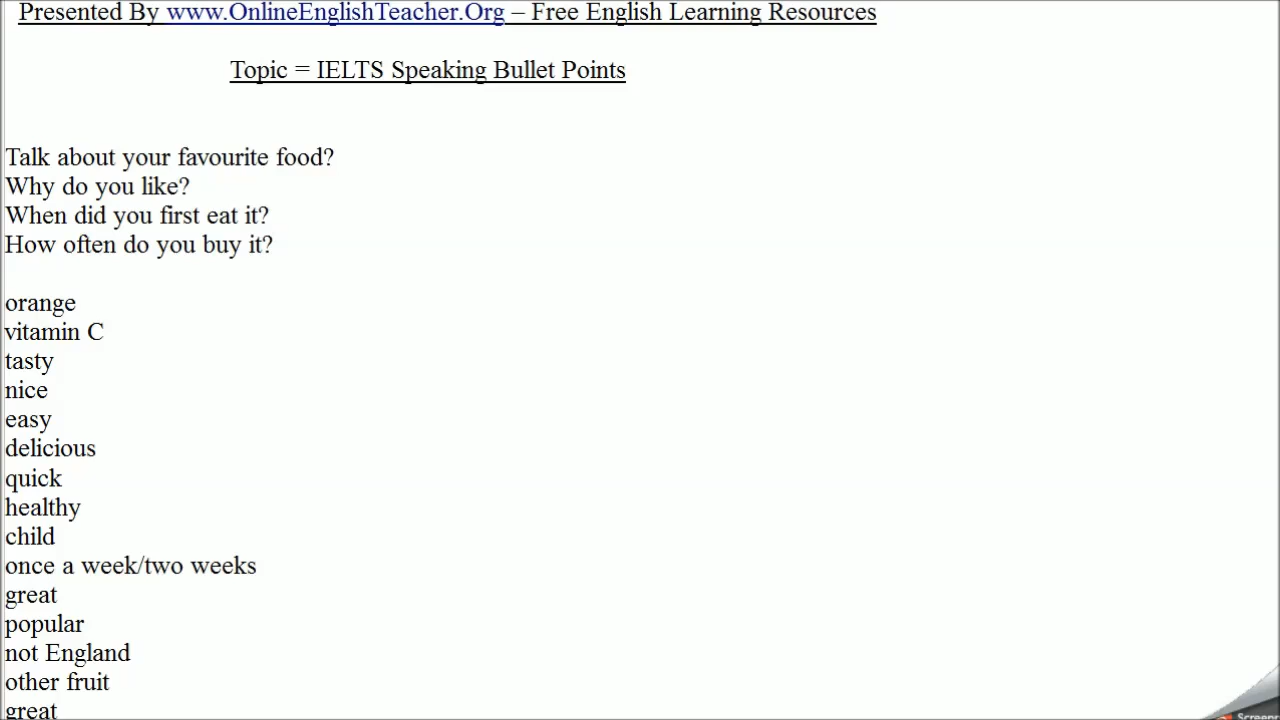 Presented By www.OnlineEnglishTeacher.Org – Free English Learning Resources
Topic = IELTS Speaking Bullet Points
Talk about your favourite food?
Why do you like?
When did you first eat it?
How often do you buy it?
orange
vitamin C
tasty
nice
easy
delicious
quick
healthy
child
once a week/two weeks
great
popular
not England
other fruit
great